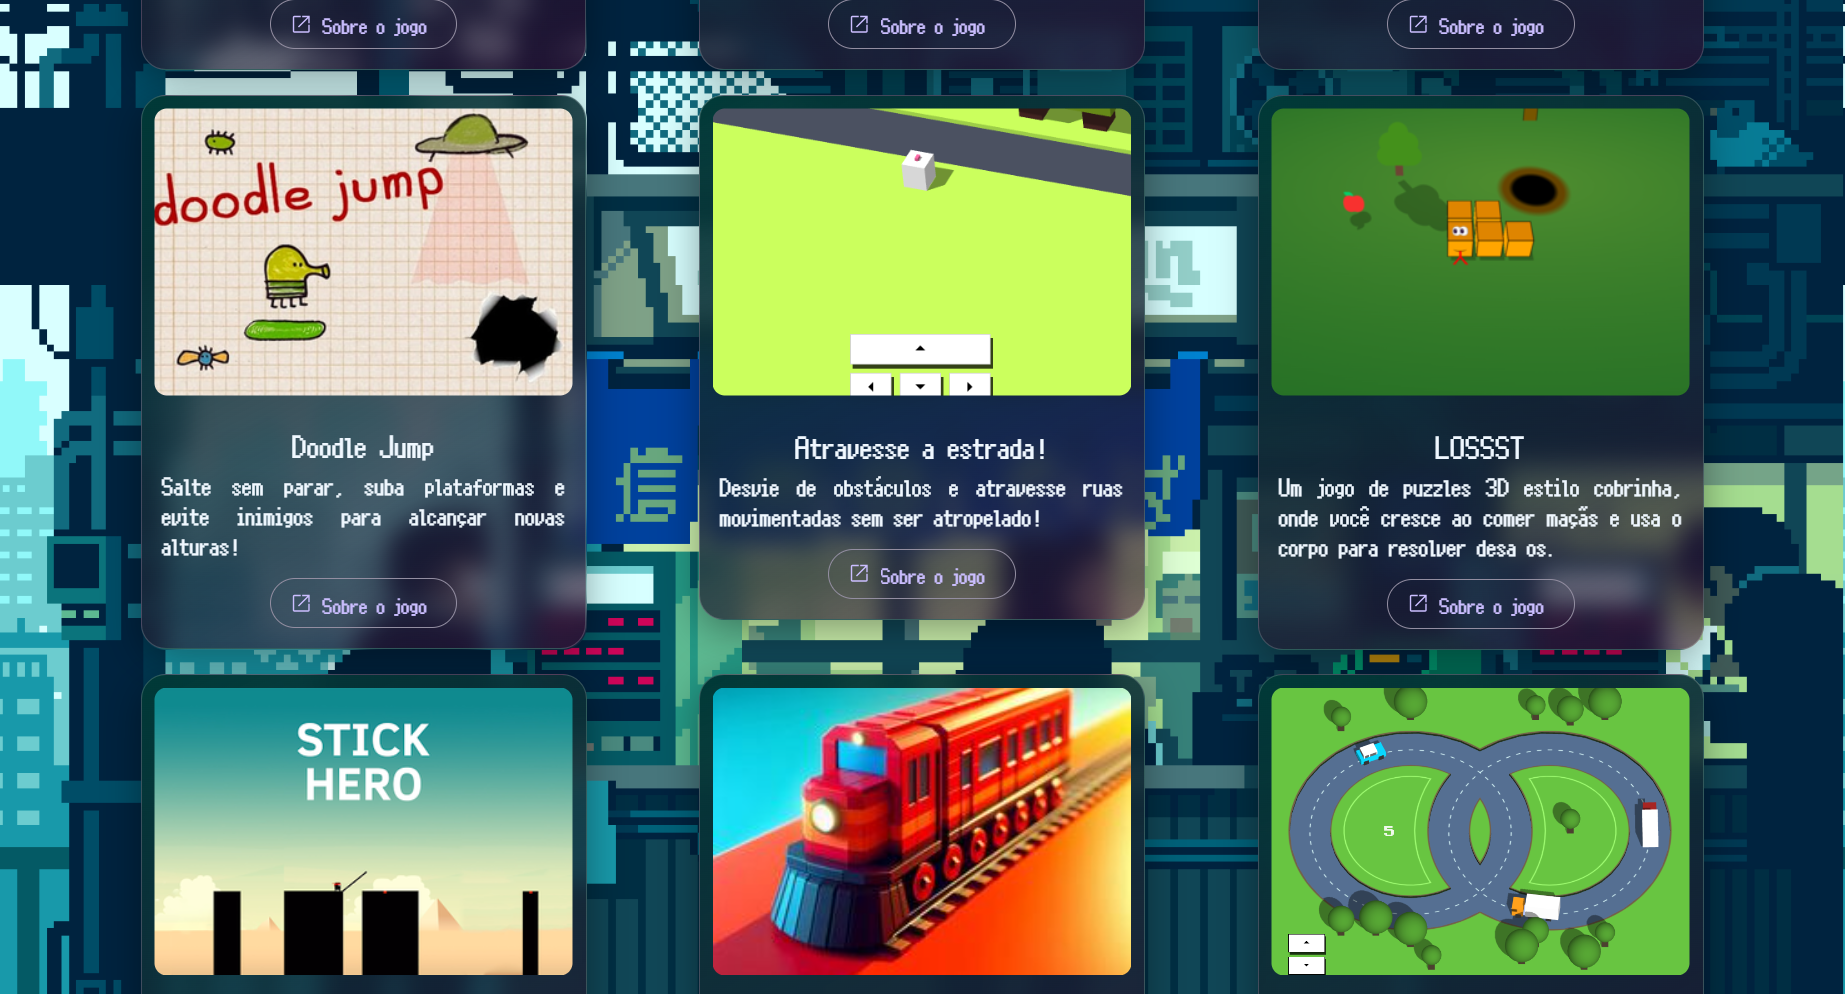 Sobre o jogo
Sobre o jogo
Sobre o jogo
doodle jump
Doodle Jump
Salte sem parar, suba plataformas e
evite inimigos para alcançar novas
alturas!
Sobre o jogo
Atravesse a estrada!
Desvie de obstáculos e atravesse ruas
movimentadas sem ser atropelado!
Sobre o jogo
LOSSST
Um jogo de puzzles 3D estilo cobrinha,
onde você cresce ao comer maçãs e usa o
corpo para resolver desa os.
Sobre o jogo
信
STICK
HERO
5